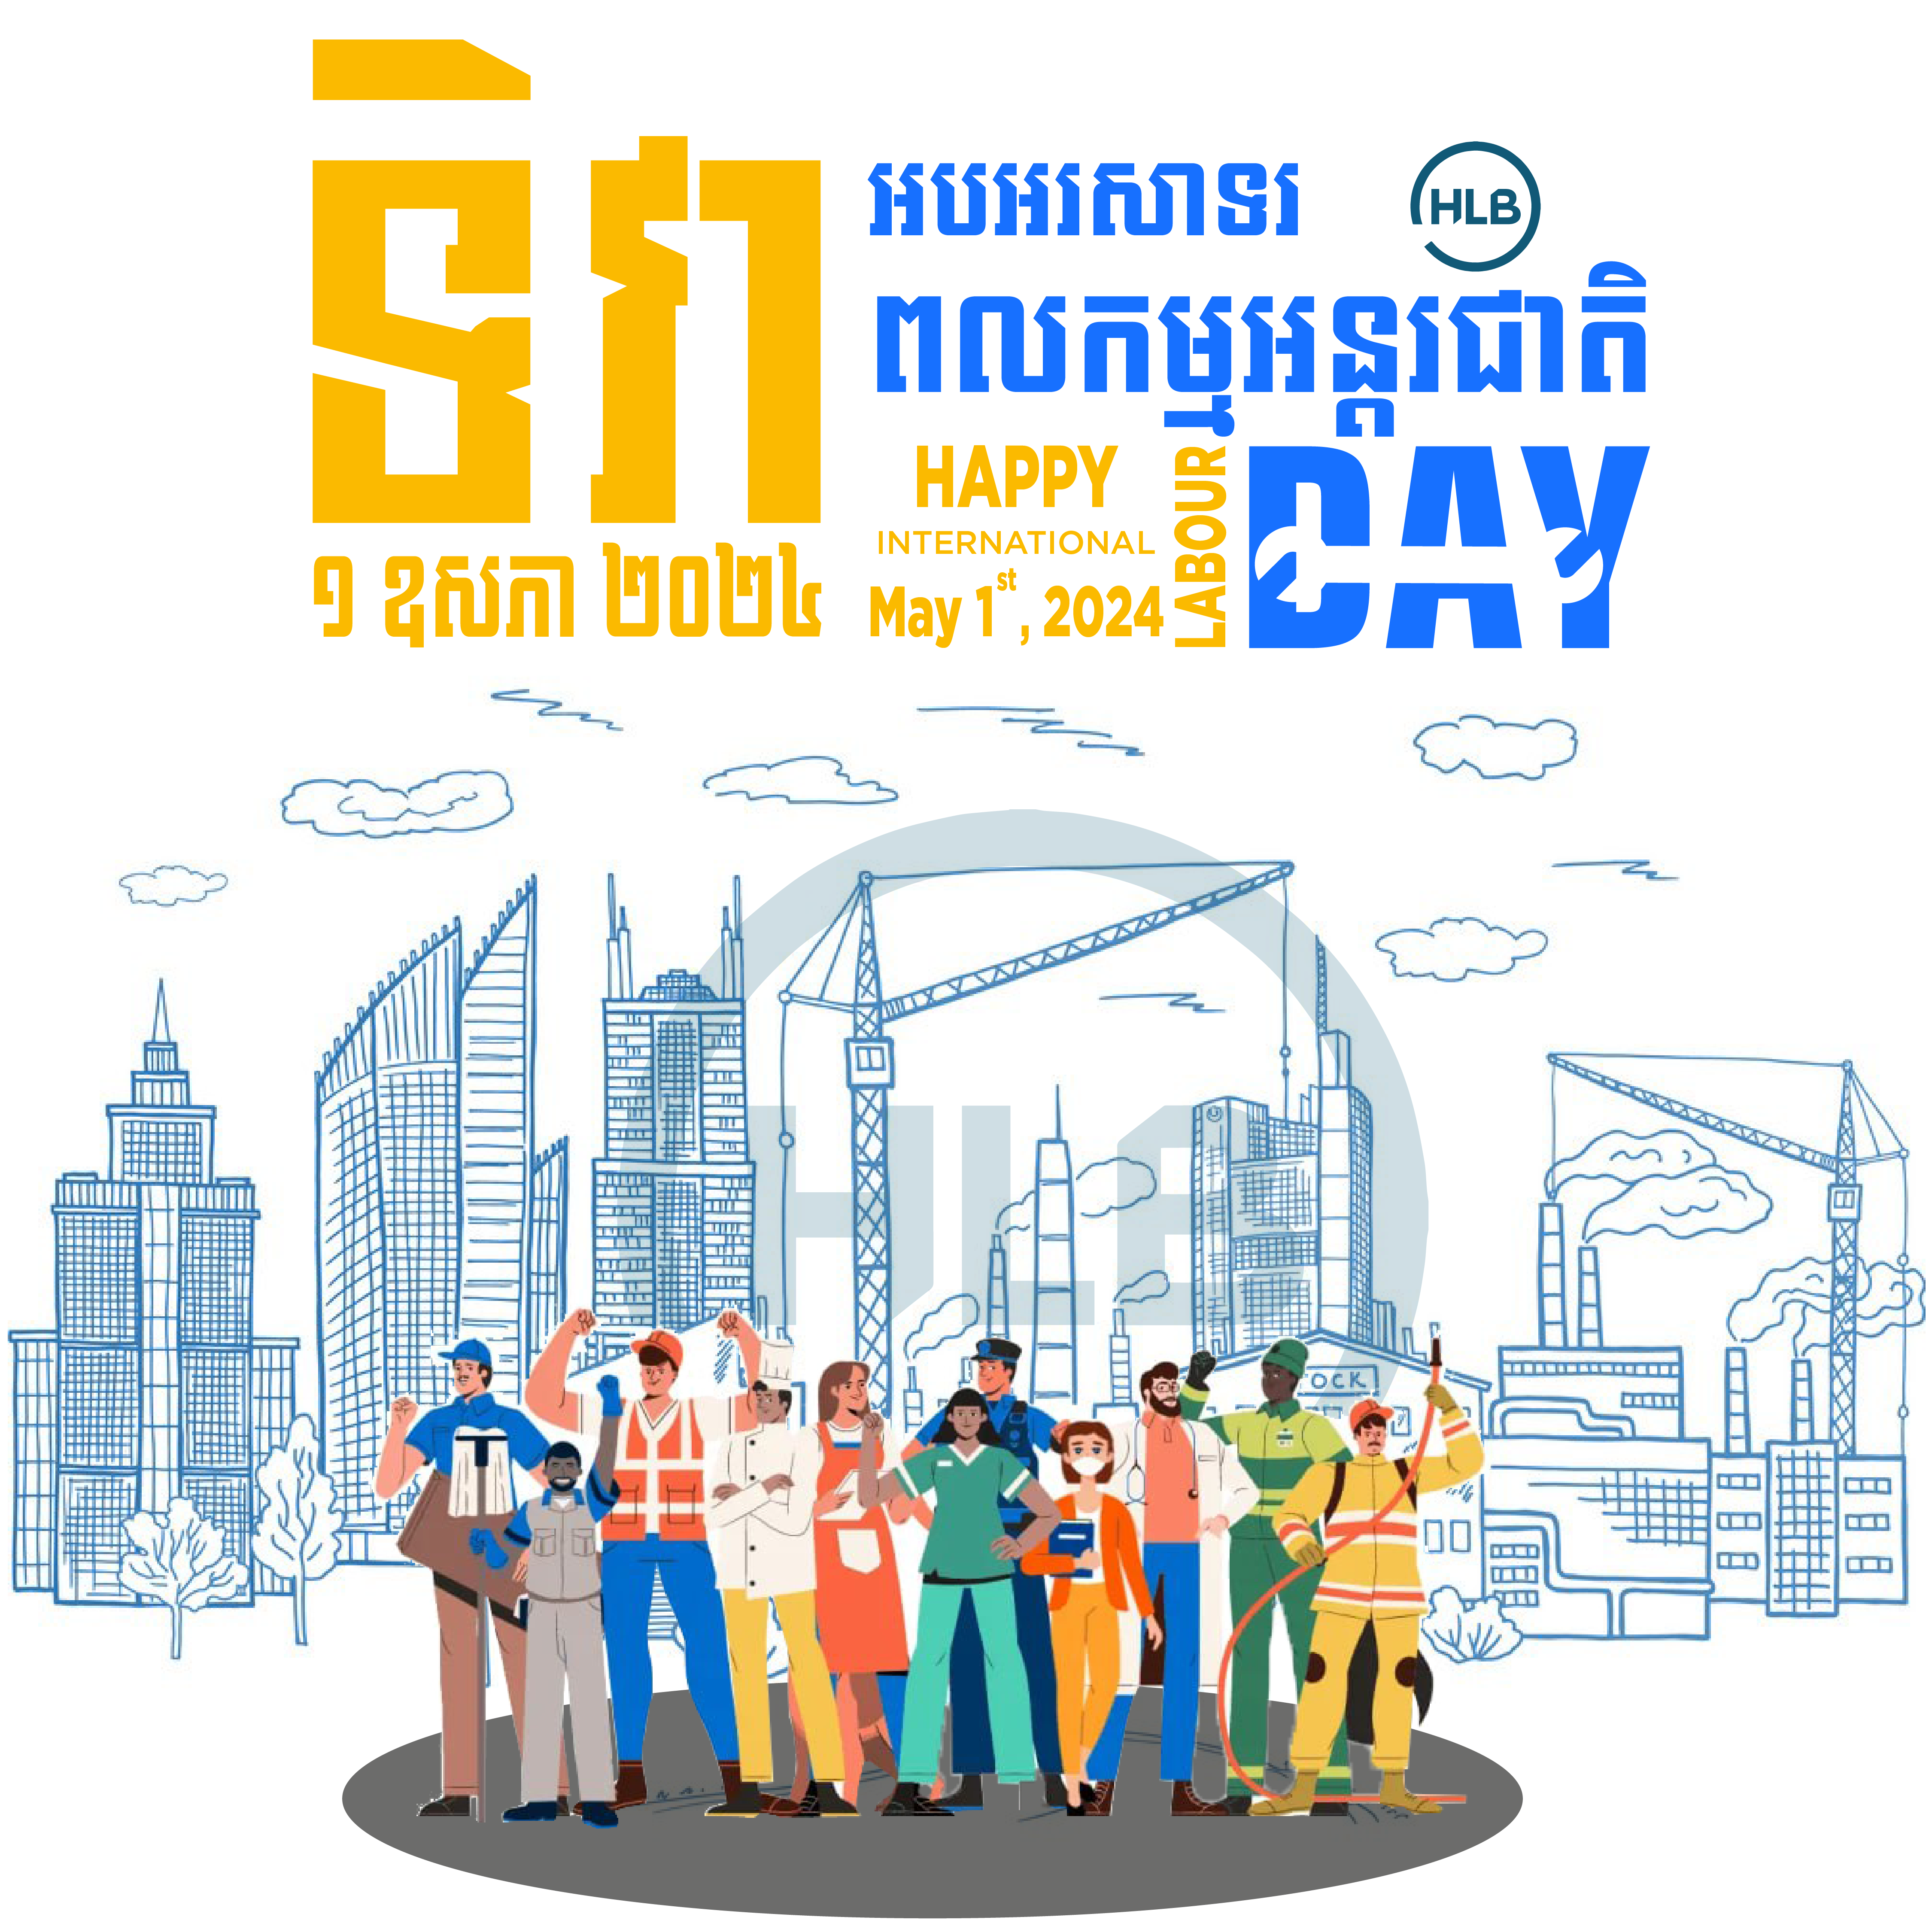 ទិវា
អបអរសាទរ
HLB
ពលកម្មអន្តរជាតិ
១ ឧសភា ២០២៤
HAPPY
INTERNATIONAL
May 1st, 2024
LABOUR
DAY
HLB
OCK